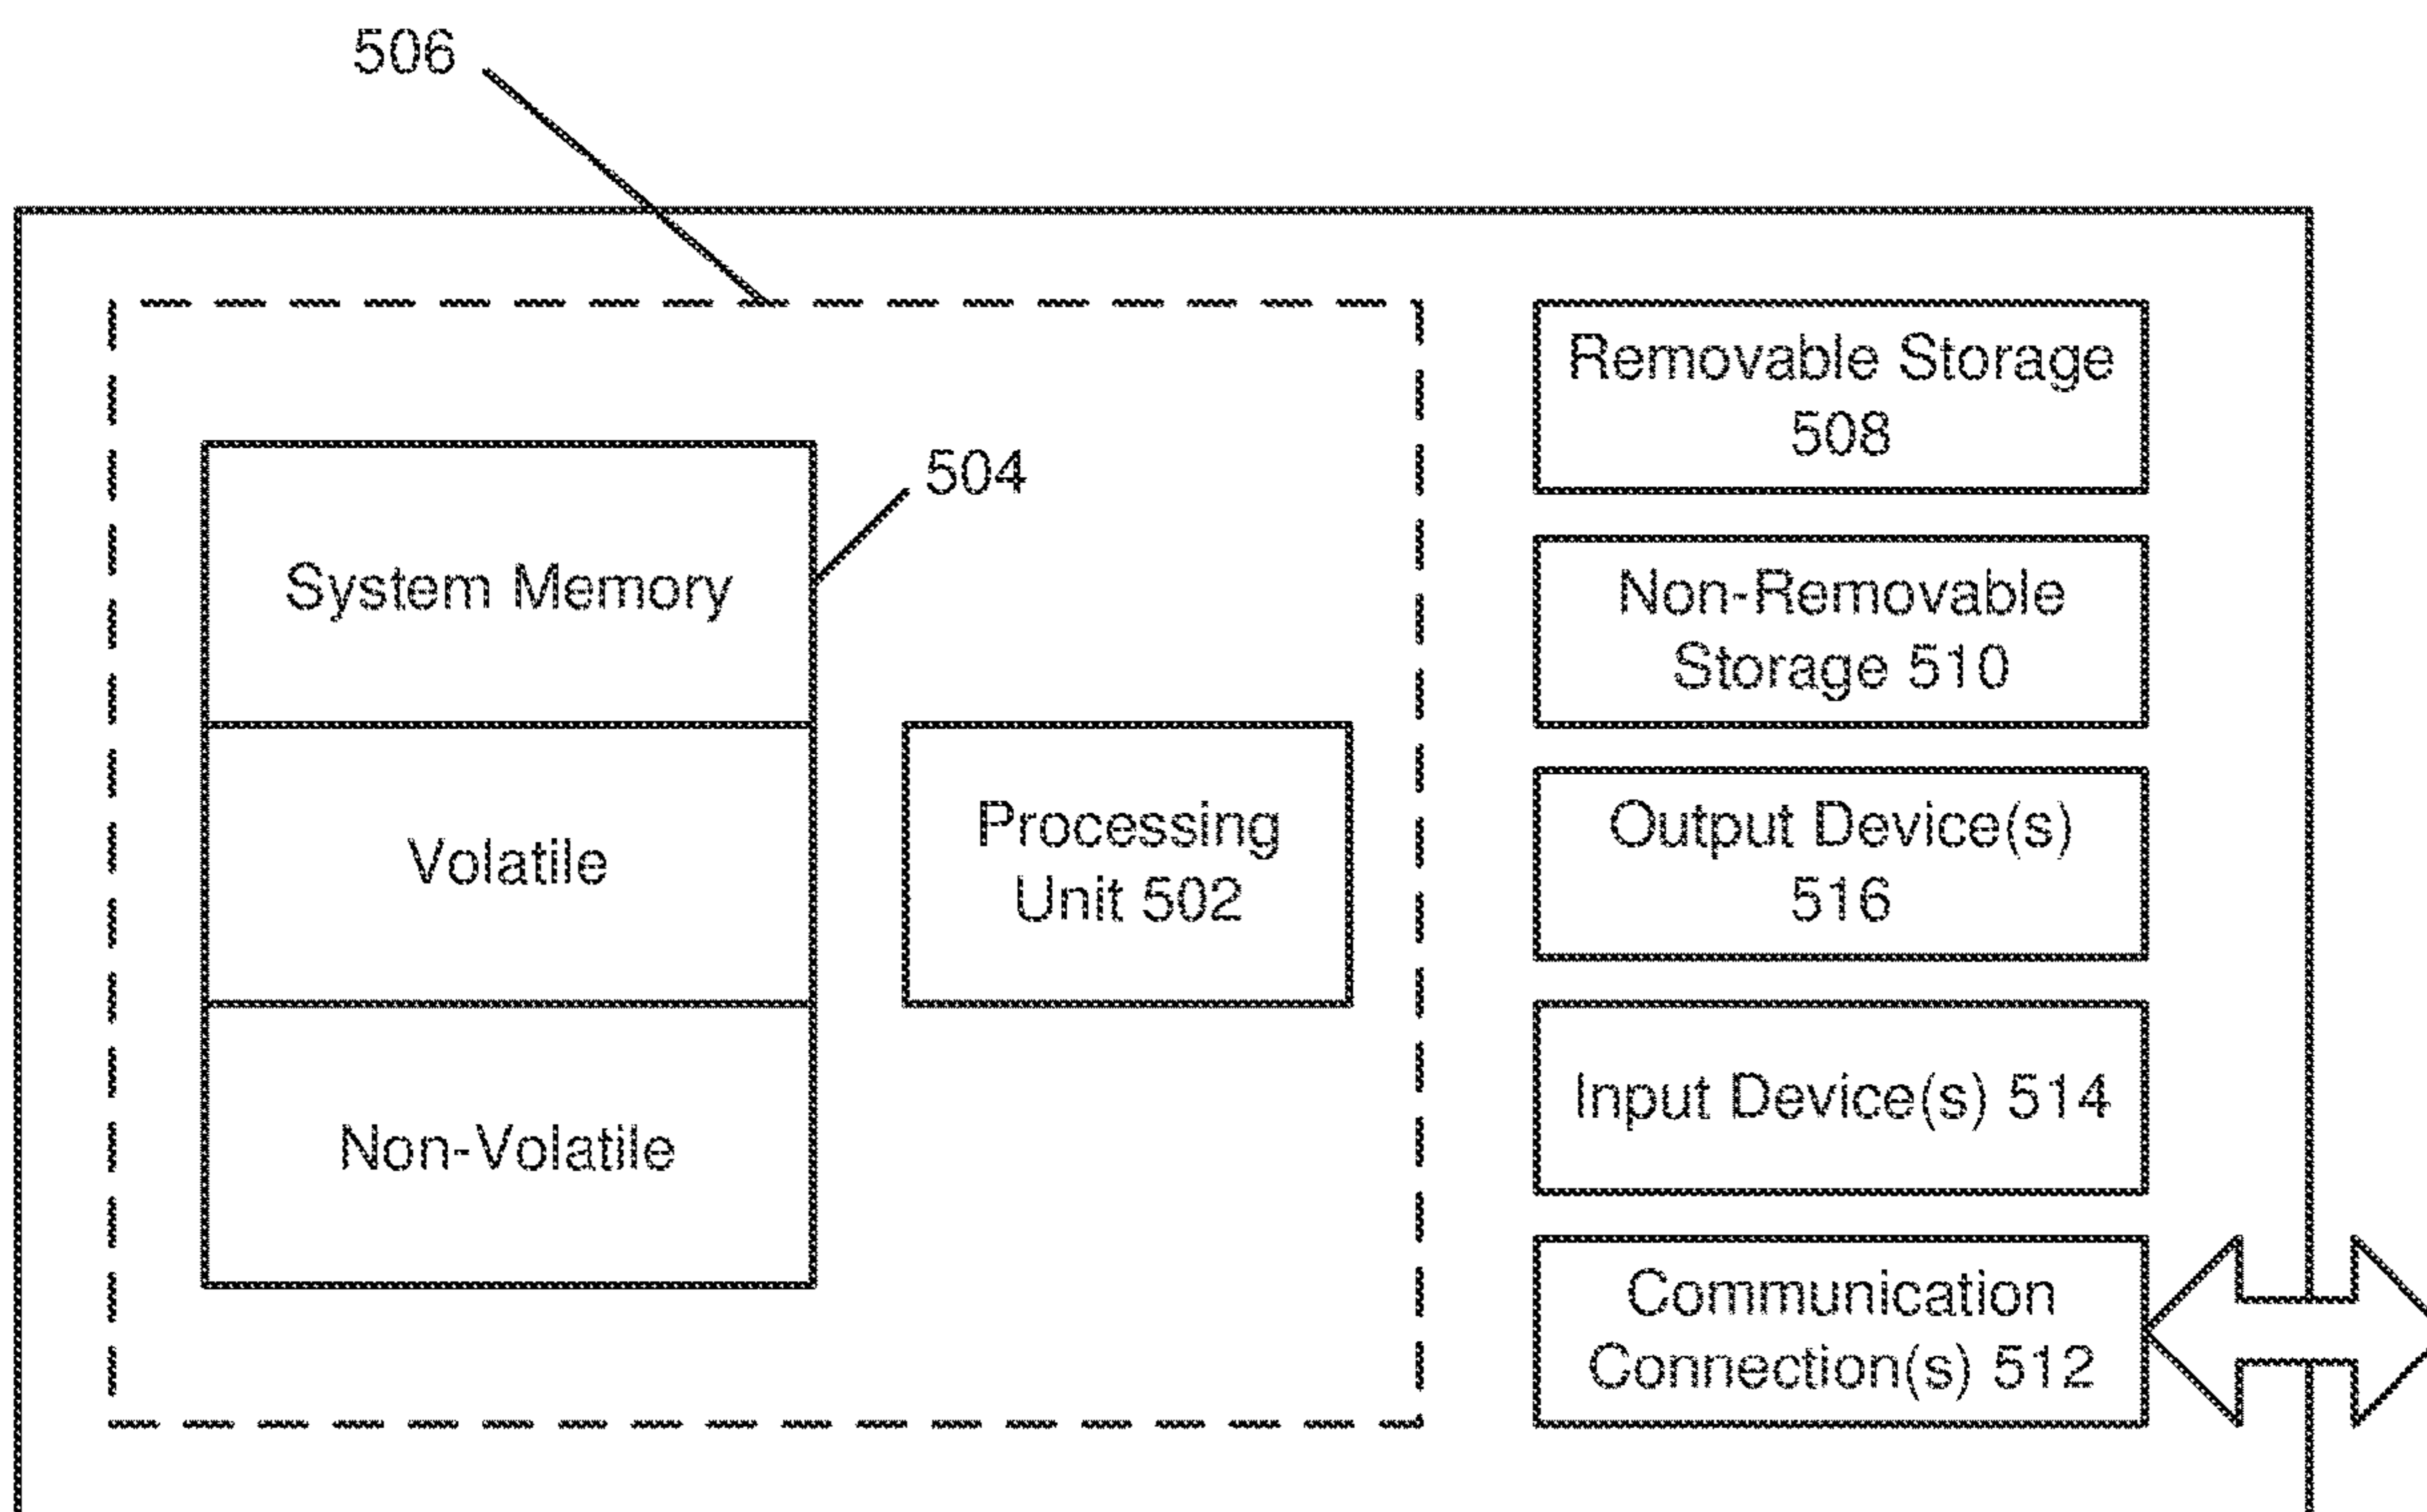 506
504
System Memory
Volatile
Non-Volatile
Processing
Unit 502
Removable Storage
508
Non-Removable
Storage 510
Output Device(s)
516
Input Device(s) 514
Communication
Connection(s) 512